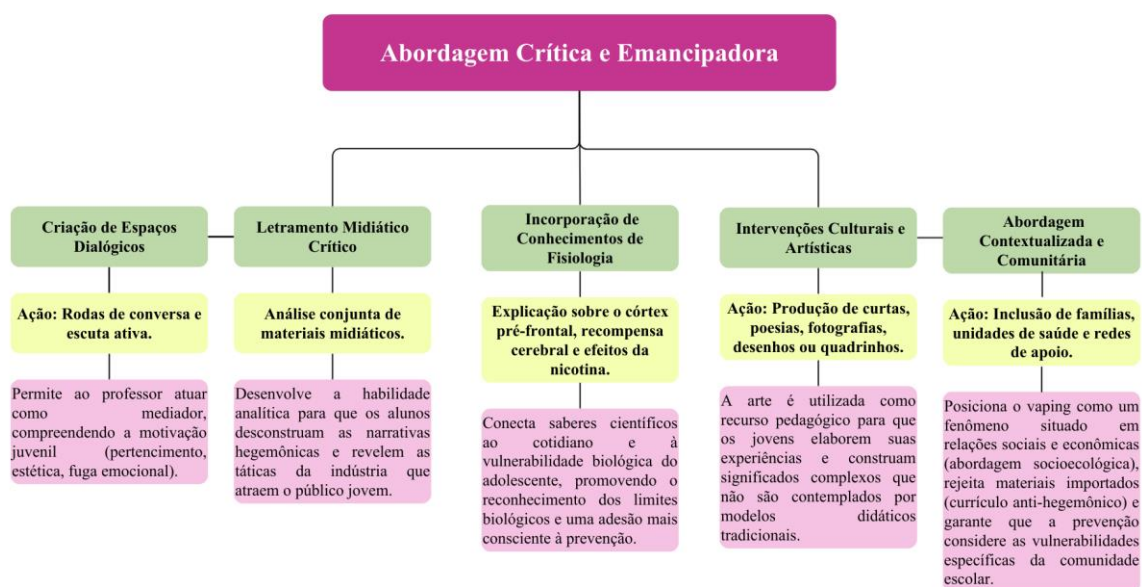 Abordagem Crítica e Emancipadora
Criação de Espaços
Dialógicos
Ação: Rodas de conversa e
escuta ativa.
Permite ao professor atuar
como mediador,
compreendendo a motivação
juvenil (pertencimento,
estética, fuga emocional).
Letramento Midiático
Crítico
Análise conjunta de
materiais midiáticos.
Desenvolve a habilidade
analítica para que os alunos
desconstruam as narrativas
hegemônicas e revelem as
táticas da indústria que
atraem o público jovem.
Incorporação de
Conhecimentos de
Fisiologia
Explicação sobre o córtex
pré-frontal, recompensa
cerebral e efeitos da
nicotina.
Conecta saberes científicos
ao cotidiano e à
vulnerabilidade biológica do
adolescente, promovendo o
reconhecimento dos limites
biológicos e uma adesão mais
consciente à prevenção.
Intervenções Culturais e
Artísticas
Ação: Produção de curtas,
poesias, fotografias,
desenhos ou quadrinhos.
A arte é utilizada como
recurso pedagógico para que
os jovens elaborem suas
experiências e construam
significados complexos que
não são contemplados por
modelos didáticos
tradicionais.
Abordagem
Contextualizada e
Comunitária
Ação: Inclusão de famílias,
unidades de saúde e redes
de apoio.
Posiciona o vaping como um
fenômeno situado em
relações sociais e econômicas
(abordagem socioecológica),
rejeita materiais importados
(currículo anti-hegemônico) e
garante que a prevenção
considere as vulnerabilidades
específicas da comunidade
escolar.